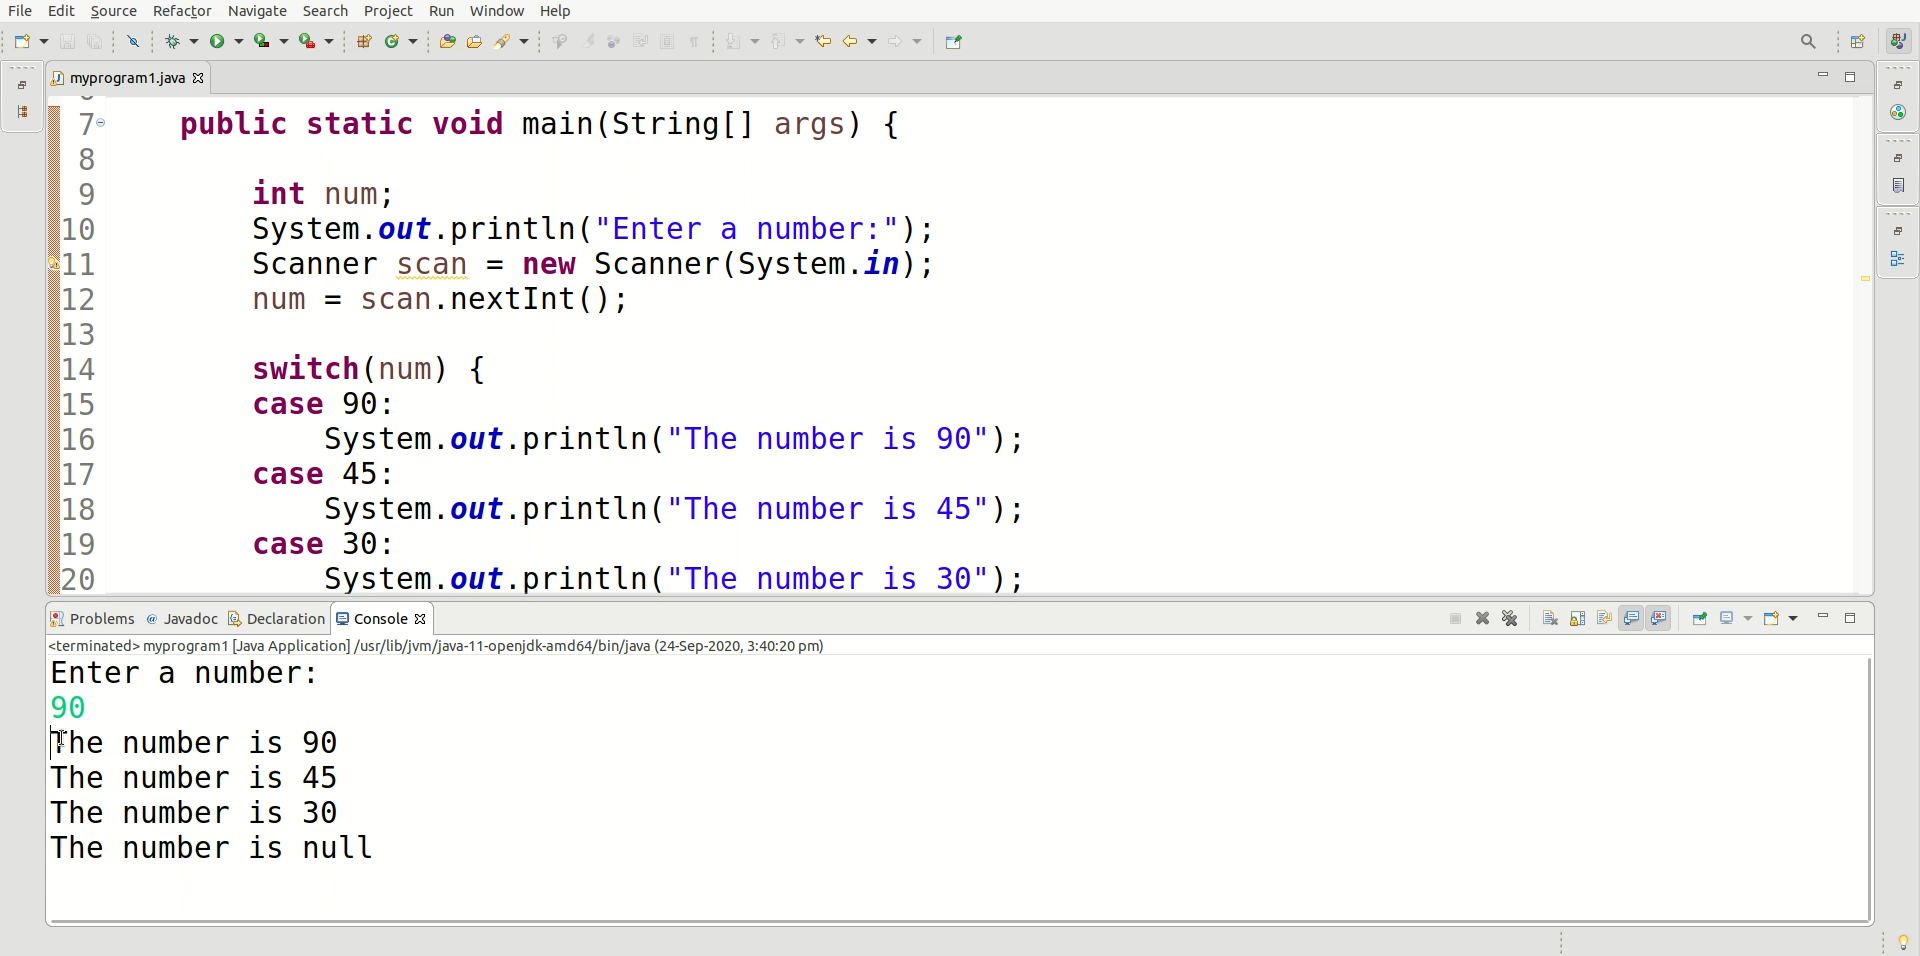 File Edit Source Refactor Navigate Search Project Run Window Help
myprogram1.java
7 public static void main(String[] args) {
8
9 int num;
10 System.out.println("Enter a number:");
11 Scanner scan = new Scanner(System.in);
12 num = scan.nextInt();
13
14 switch(num) {
15 case 90:
16 System.out.println("The number is 90");
17 case 45:
18 System.out.println("The number is 45");
19 case 30:
20 System.out.println("The number is 30");
Problems @ Javadoc Declaration Console
<terminated> myprogram1 [Java Application] /usr/lib/jvm/java-11-openjdk-amd64/bin/java (24-Sep-2020, 3:40:20 pm)
Enter a number:
90
The number is 90
The number is 45
The number is 30
The number is null